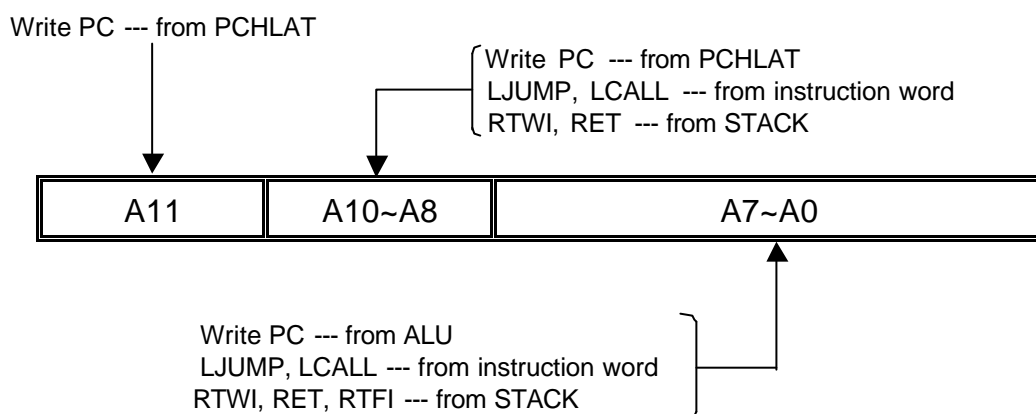 Write PC --- from PCHLAT
Write PC --- from PCHLAT
LJUMP, LCALL --- from instruction word
RTWI, RET --- from STACK
A11 A10~A8 A7~A0
Write PC --- from ALU
LJUMP, LCALL --- from instruction word
RTWI, RET, RTFI --- from STACK